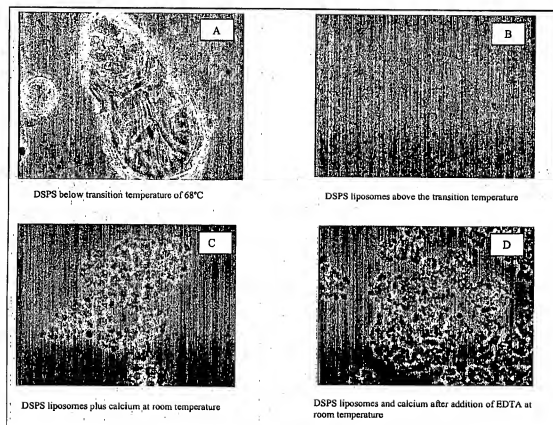 A
B
DSPS below transition temperature of 68°C
DSPS liposomes above the transition temperature
C
D
DSPS liposomes plus calcium at room temperature
DSPS liposomes and calcium after addition of EDTA at
room temperature